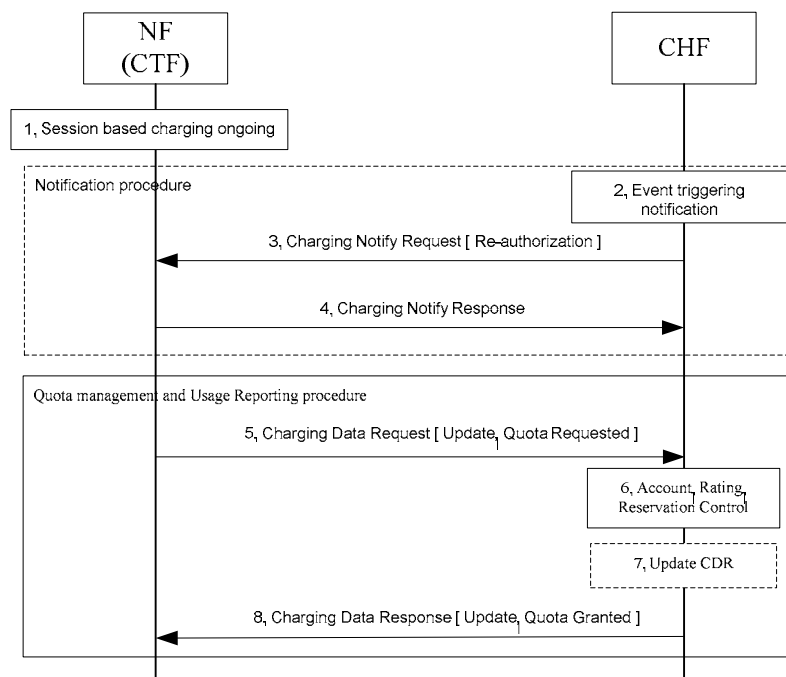 NF
(CTF)
CHF
1, Session based charging ongoing
Notification procedure
2, Event triggering
notification
3, Charging Notify Request [ Re-authorization ]
4, Charging Notify Response
Quota management and Usage Reporting procedure
5, Charging Data Request [ Update, Quota Requested ]
6, Account, Rating,
Reservation Control
7, Update CDR
8, Charging Data Response [ Update, Quota Granted ]